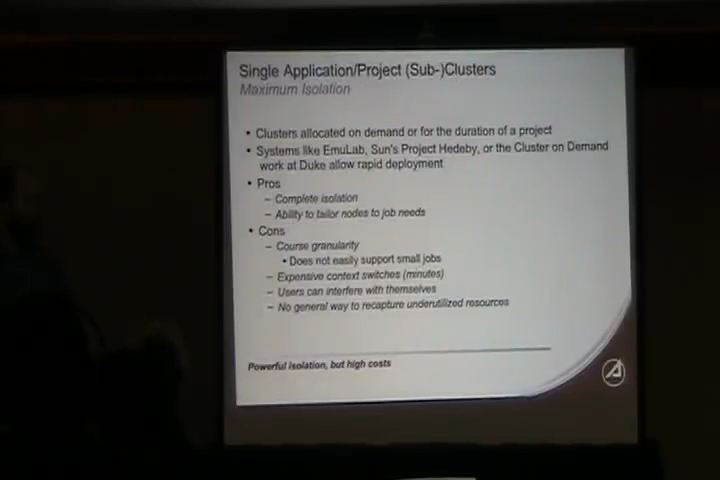 Single Application/Project (Sub-)Clusters
Maximum Isolation
• Clusters allocated on demand or for the duration of a project
• Systems like EmuLab, Sun's Project Hedeby, or the Cluster on Demand
work at Duke allow rapid deployment
• Pros
– Complete isolation
– Ability to tailor nodes to job needs
• Cons
– Course granularity
• Does not easily support small jobs
– Expensive context switches (minutes)
– Users can interfere with themselves
– No general way to recapture underutilized resources
Powerful isolation, but high costs